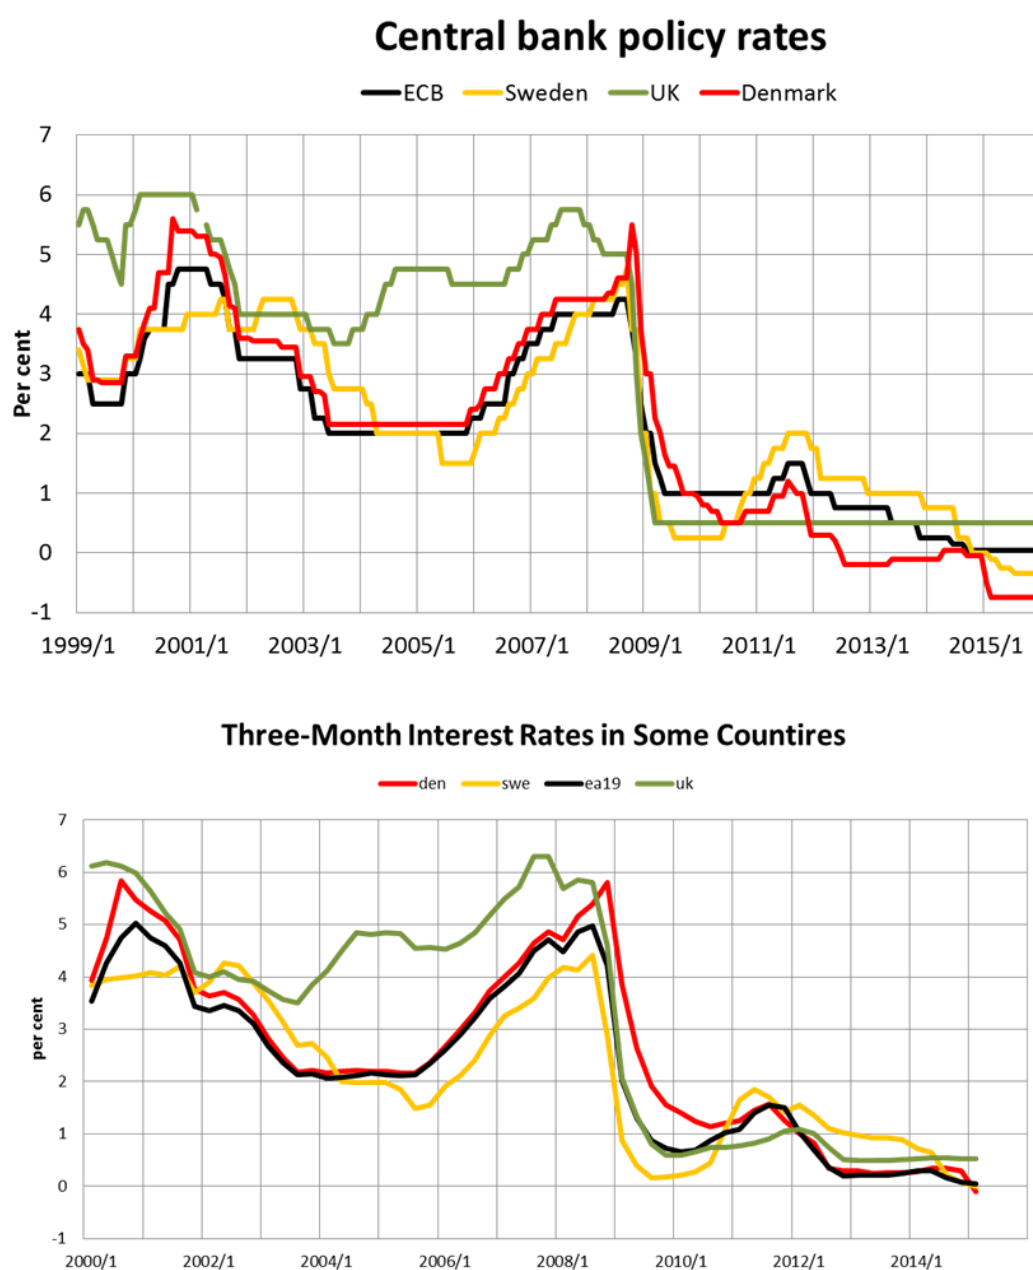 Central bank policy rates
ECB Sweden UK Denmark
7
6
5
4
3
2
1
0
-1
Per cent
1999/1 2001/1 2003/1 2005/1 2007/1 2009/1 2011/1 2013/1 2015/1
Three-Month Interest Rates in Some Countires
den swe ea19 uk
7
6
5
4
3
2
1
0
-1
per cent
2000/1 2002/1 2004/1 2006/1 2008/1 2010/1 2012/1 2014/1